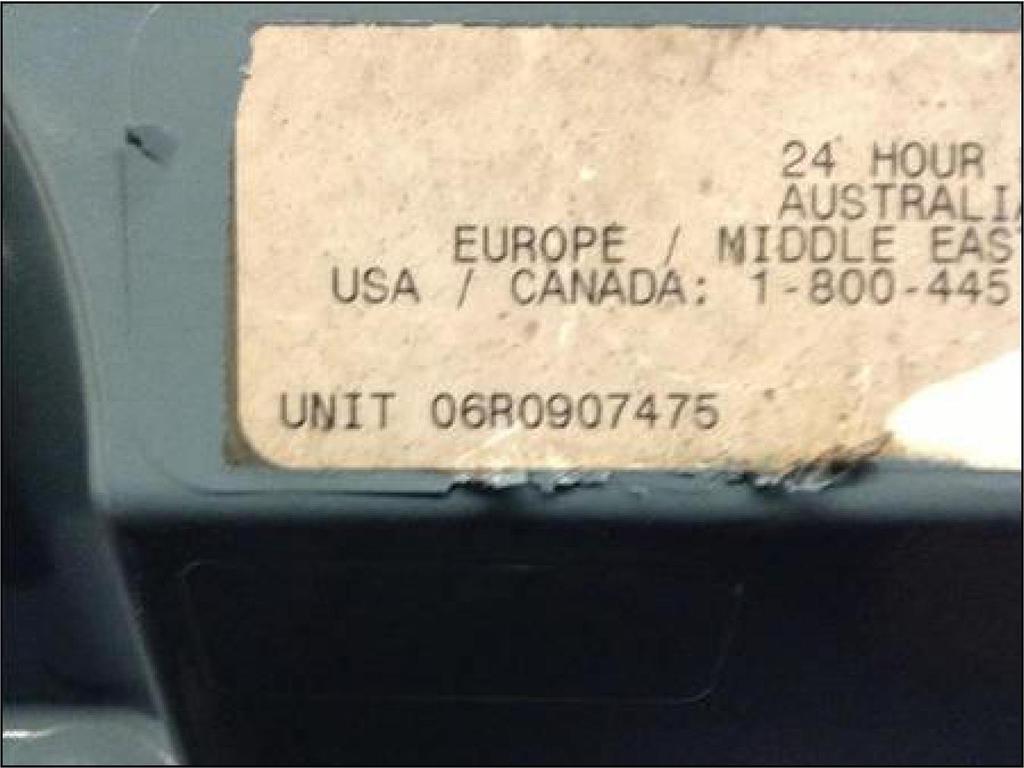 24 HOUR
AUSTRALIA
EUROPE / MIDDLE EAST
USA / CANADA: 1-800-445
UNIT 06R0907475